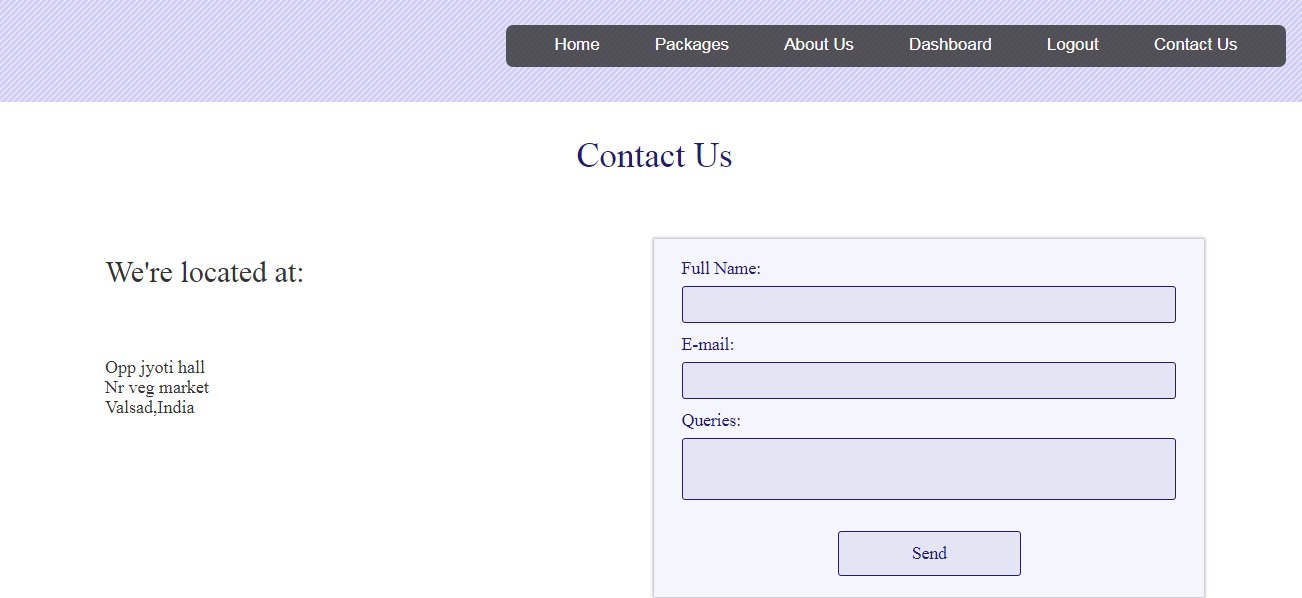 Home Packages About Us Dashboard Logout Contact Us
Contact Us
We're located at:
Opp jyoti hall
Nr veg market
Valsad,India
Full Name:
E-mail:
Queries:
Send